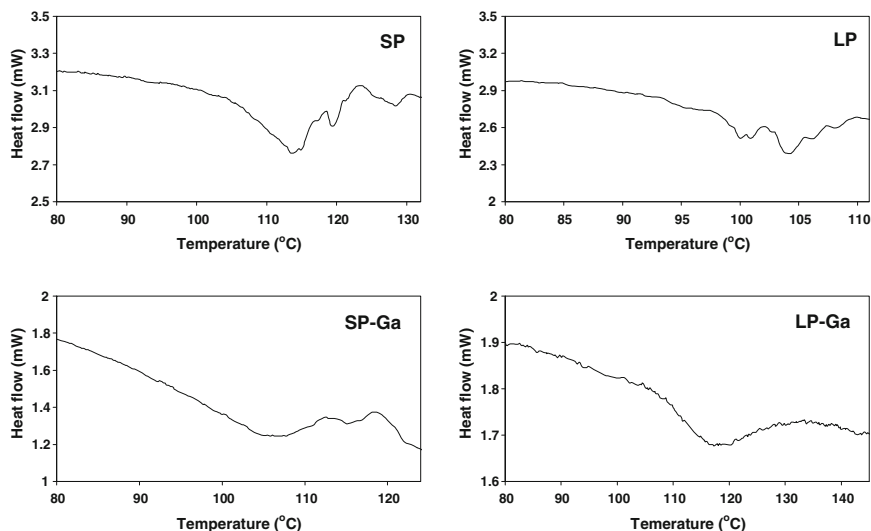 SP
Heat flow (mW)
3.5
3.3
3.1
2.9
2.7
2.5
80 90 100 110 120 130
Temperature (°C)
LP
Heat flow (mW)
3.5
3.2
2.9
2.6
2.3
2
80 85 90 95 100 105 110
Temperature (°C)
SP-Ga
Heat flow (mW)
2
1.8
1.6
1.4
1.2
1
80 90 100 110 120
Temperature (°C)
LP-Ga
Heat flow (mW)
2
1.9
1.8
1.7
1.6
80 90 100 110 120 130 140
Temerature (°C)